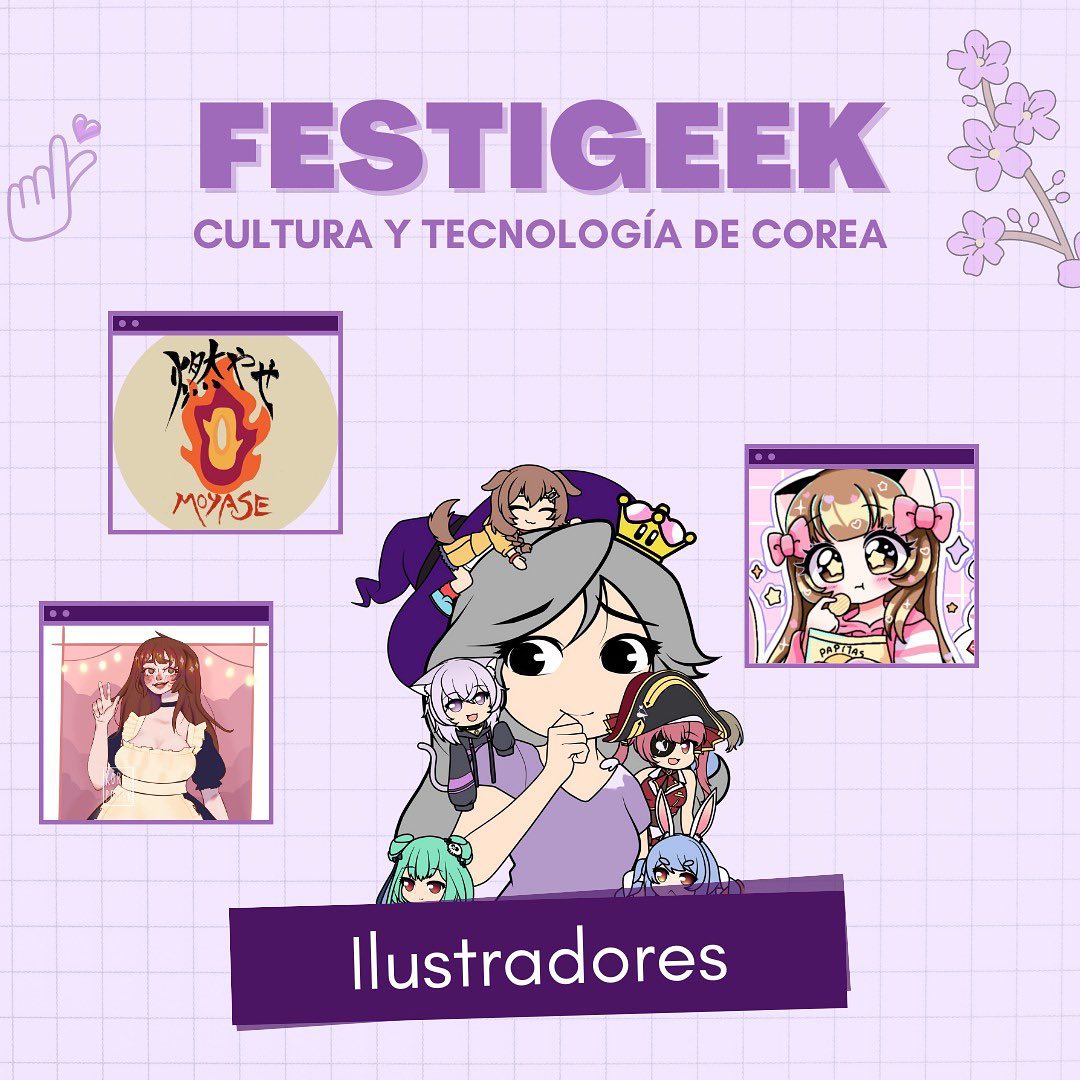 FESTIGEEK
CULTURA Y TECNOLOGÍA DE COREA
燃やせ
MOYASE
PAPITAS
Ilustradores